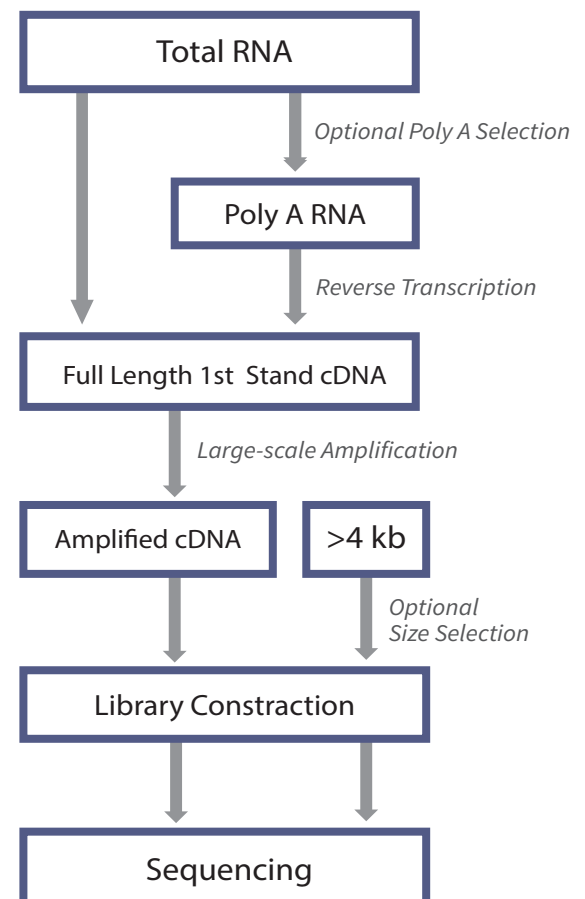 Total RNA
Optional Poly A Selection
Poly A RNA
Reverse Transcription
Full Length 1st Stand cDNA
Large-scale Amplification
Amplified cDNA
>4 kb
Optional
Size Selection
Library Constraction
Sequencing